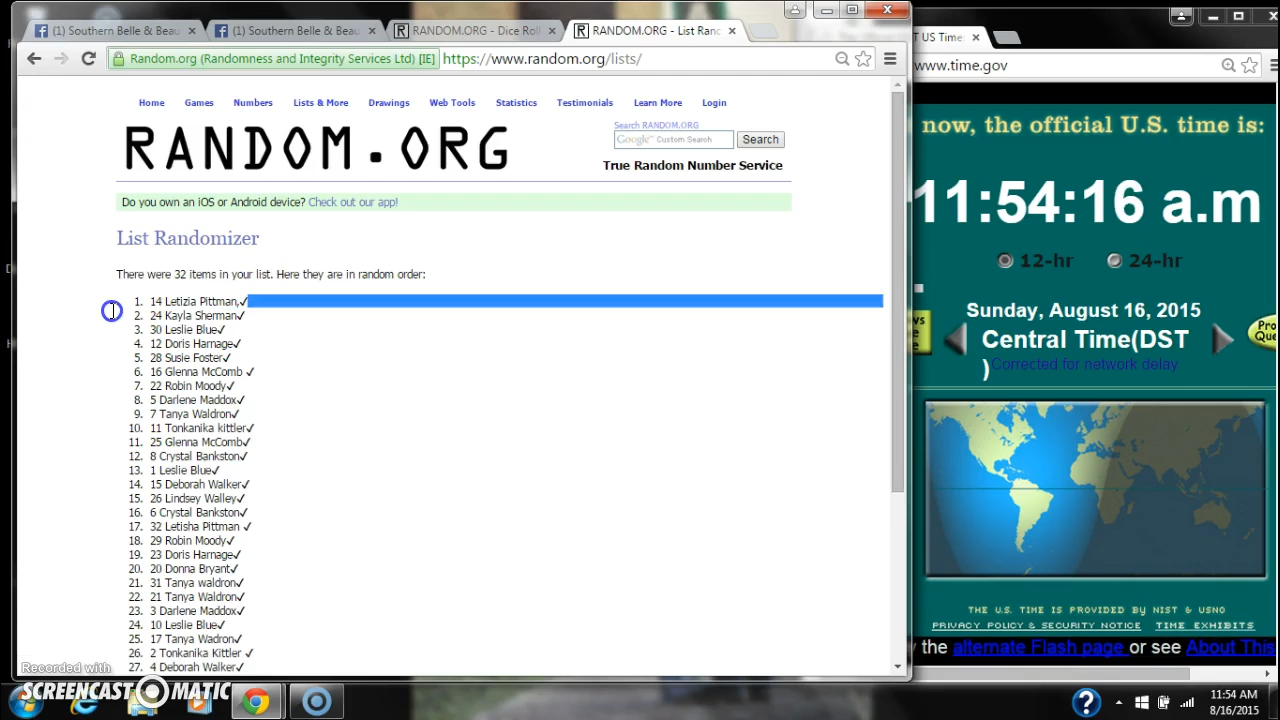 (1) Southern Belle & Beau
(1) Southern Belle & Beau
RANDOM.ORG - Dice Roll
RANDOM.ORG - List Ran
T US Time
Random.org (Randomness and Integrity Services Ltd) [IE]
https://www.random.org/lists/
www.time.gov
Home
Games
Numbers
Lists & More
Drawings
Web Tools
Statistics
Testimonials
Learn More
Login
RANDOM.ORG
Search RANDOM.ORG
Google™ Custom Search
Search
True Random Number Service
Do you own an iOS or Android device? Check out our app!
List Randomizer
There were 32 items in your list. Here they are in random order:
1. 14 Letizia Pittman,✓
2. 24 Kayla Sherman✓
3. 30 Leslie Blue✓
4. 12 Doris Harnage✓
5. 28 Susie Foster✓
6. 16 Glenna McComb ✓
7. 22 Robin Moody✓
8. 5 Darlene Maddox✓
9. 7 Tanya Waldron✓
10. 11 Tonkanika kittler✓
11. 25 Glenna McComb✓
12. 8 Crystal Bankston✓
13. 1 Leslie Blue✓
14. 15 Deborah Walker✓
15. 26 Lindsey Walley✓
16. 6 Crystal Bankston✓
17. 32 Letisha Pittman ✓
18. 29 Robin Moody✓
19. 23 Doris Harnage✓
20. 20 Donna Bryant✓
21. 31 Tanya waldron✓
22. 21 Tanya Waldron✓
23. 3 Darlene Maddox✓
24. 10 Leslie Blue✓
25. 17 Tanya Wadron✓
26. 2 Tonkanika Kittler ✓
27. 4 Deborah Walker✓
now, the official U.S. time is:
11:54:16 a.m
12-hr
24-hr
Sunday, August 16, 2015
Central Time(DST
)Corrected for network delay
THE U.S. TIME IS PROVIDED BY NIST & USNO
PRIVACY POLICY & SECURITY NOTICE
TIME EXHIBITS
the alternate Flash page or see About This
Recorded with
SCREENCAST-O-MATIC
11:54 AM
8/16/2015